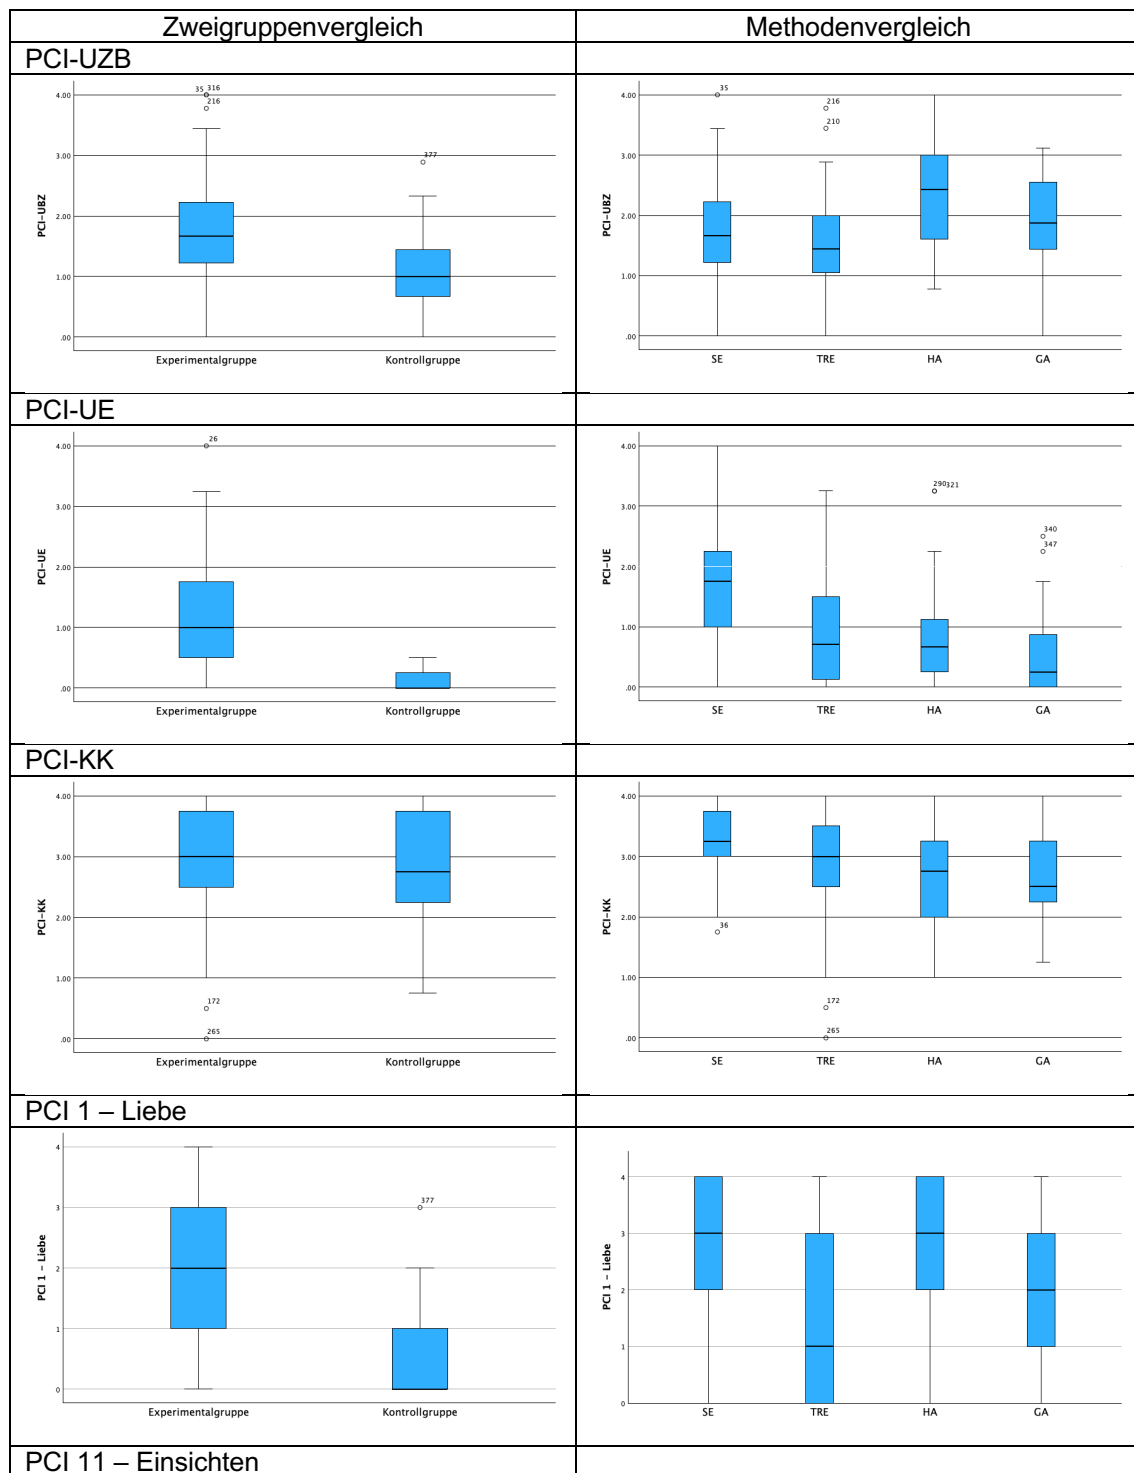 Zweigruppenvergleich
Methodenvergleich
PCI-UZB
35 316
216
377
4.00
3.00
2.00
1.00
.00
PCI-UBZ
Experimentalgruppe
Kontrollgruppe
35
216
210
4.00
3.00
2.00
1.00
.00
PCI-UBZ
SE
TRE
HA
GA
PCI-UE
26
4.00
3.00
2.00
1.00
.00
PCI-UE
Experimentalgruppe
Kontrollgruppe
290 321
340
347
4.00
3.00
2.00
1.00
.00
PCI-UE
SE
TRE
HA
GA
PCI-KK
4.00
3.00
2.00
1.00
.00
PCI-KK
172
265
Experimentalgruppe
Kontrollgruppe
4.00
3.00
2.00
1.00
.00
PCI-KK
36
172
265
SE
TRE
HA
GA
PCI 1 – Liebe
4
3
2
1
0
PCI 1 - Liebe
377
Experimentalgruppe
Kontrollgruppe
4
3
2
1
0
PCI 1 - Liebe
SE
TRE
HA
GA
PCI 11 – Einsichten